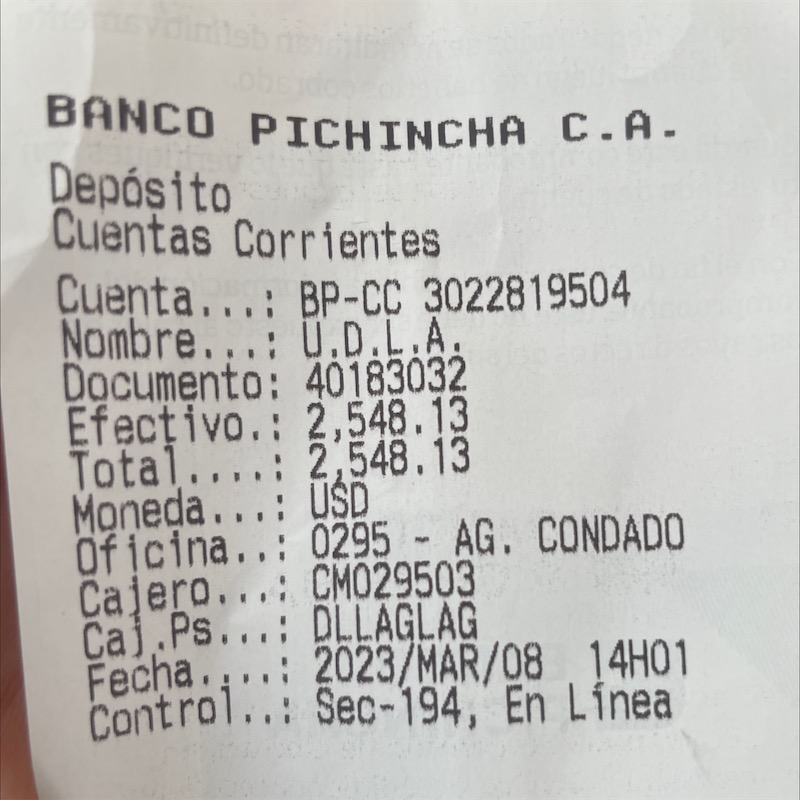 BANCO PICHINCHA C.A.
Depósito
Cuentas Corrientes
Cuenta...: BP-CC 3022819504
Nombre...: U.D.L.A.
Documento: 40183032
Efectivo.: 2,548.13
Total....: 2,548.13
Moneda...: USD
Oficina..: 0295 - AG. CONDADO
Cajero...: CM029503
Caj.Ps...: DLLAGLAG
Fecha....: 2023/MAR/08 14H01
Control..: Sec-194, En Línea